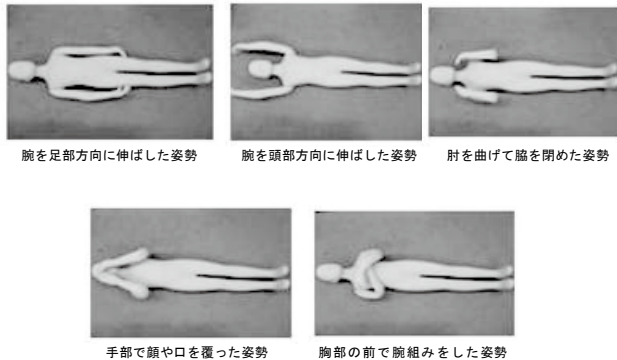 腕を足部方向に伸ばした姿勢
腕を頭部方向に伸ばした姿勢
肘を曲げて脇を閉めた姿勢
手部で顔や口を覆った姿勢
胸部の前で腕組みをした姿勢